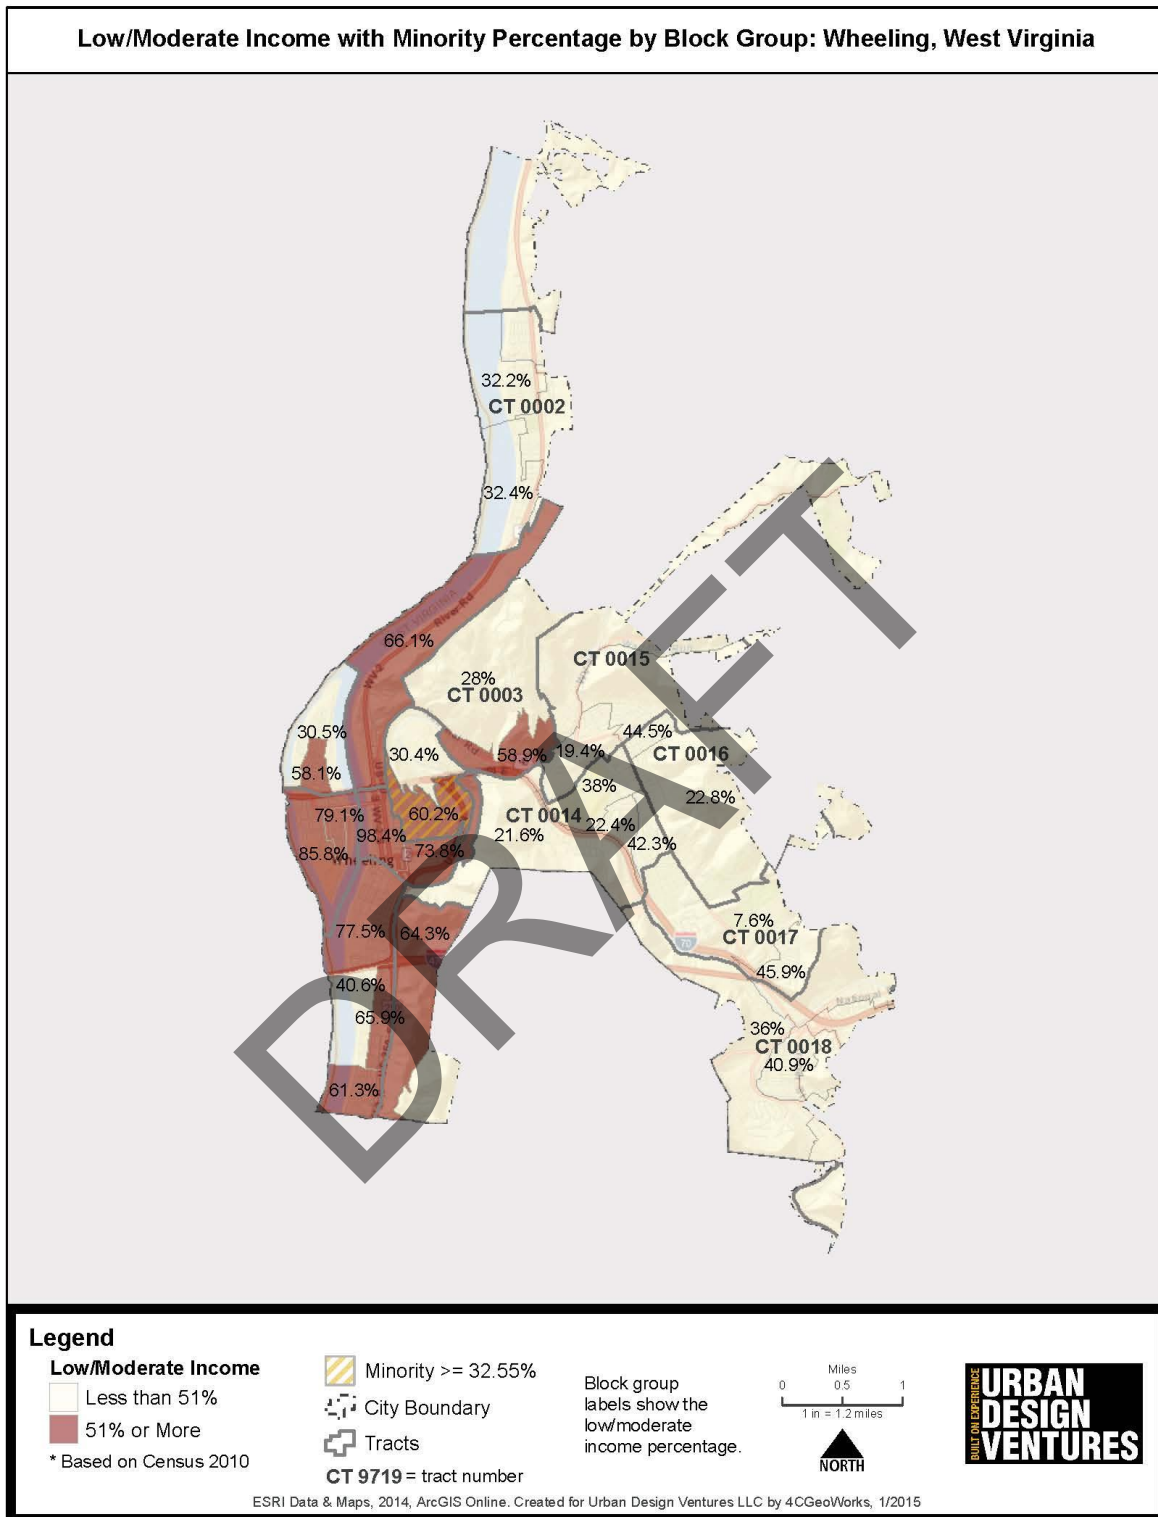 Low/Moderate Income with Minority Percentage by Block Group: Wheeling, West Virginia
32.2%
CT 0002
32.4%
River Rd
WV-2
66.1%
CT 0015
28%
CT 0003
30.5%
44.5%
30.4%
58.9%
19.4%
CT 0016
58.1%
38%
22.8%
79.1%
60.2%
CT 0014
98.4%
21.6%
22.4%
85.8%
Wheeling
73.8%
42.3%
7.6%
77.5%
64.3%
CT 0017
70
45.9%
40.6%
65.9%
36%
CT 0018
40.9%
61.3%
DRAFT
Legend
Low/Moderate Income
Less than 51%
51% or More
* Based on Census 2010
Minority >= 32.55%
City Boundary
Tracts
CT 9719 = tract number
Block group
labels show the
low/moderate
income percentage.
Miles
0 0.5 1
1 in = 1.2 miles
NORTH
BUILT ON EXPERIENCE
URBAN
DESIGN
VENTURES
ESRI Data & Maps, 2014, ArcGIS Online. Created for Urban Design Ventures LLC by 4CGeoWorks, 1/2015